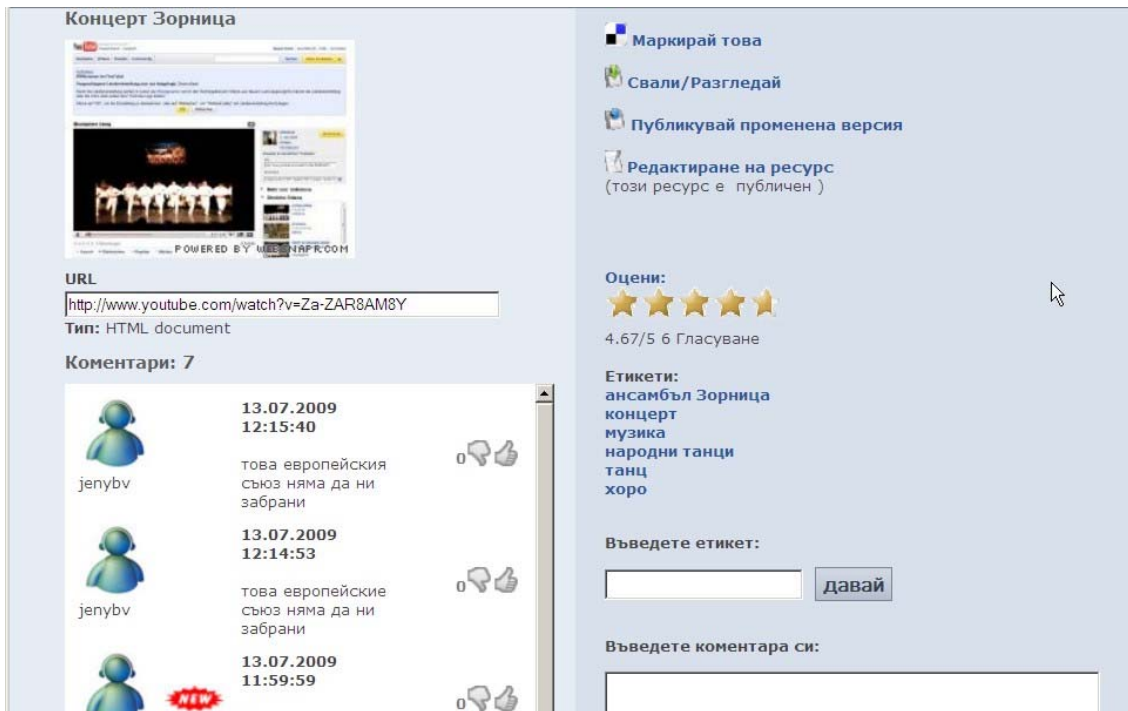 Концерт Зорница
POWERED BY WEBSNAPR.COM
URL
http://www.youtube.com/watch?v=Za-ZAR8AM8Y
Тип: HTML document
Коментари: 7
13.07.2009
12:15:40
това европейския
съюз няма да ни
забрани
0
jenybv
13.07.2009
12:14:53
това европейские
съюз няма да ни
забрани
0
jenybv
13.07.2009
11:59:59
NEW
0
Маркирай това
Свали/Разгледай
Публикувай променена версия
Редактиране на ресурс
(този ресурс е публичен )
Оцени:
4.67/5 6 Гласуване
Етикети:
ансамбъл Зорница
концерт
музика
народни танци
танц
хоро
Въведете етикет:
давай
Въведете коментара си: